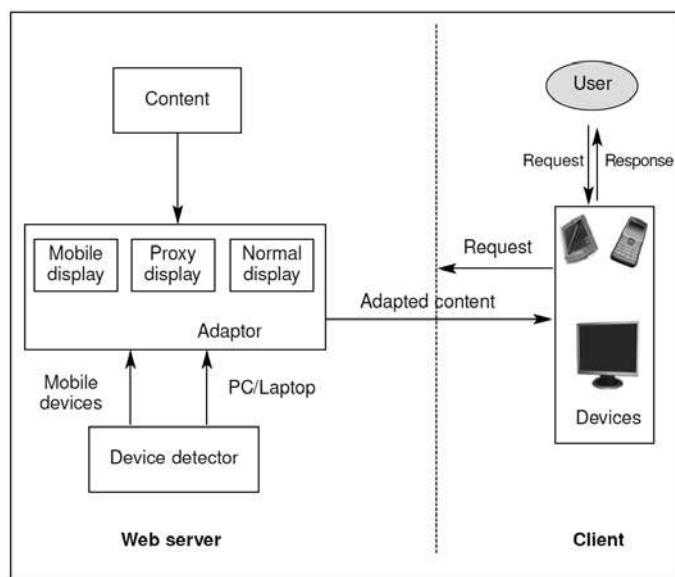 Content
User
Request
Response
Mobile
display
Proxy
display
Normal
display
Request
Adapted content
Adaptor
Mobile
devices
PC/Laptop
Devices
Device detector
Web server
Client